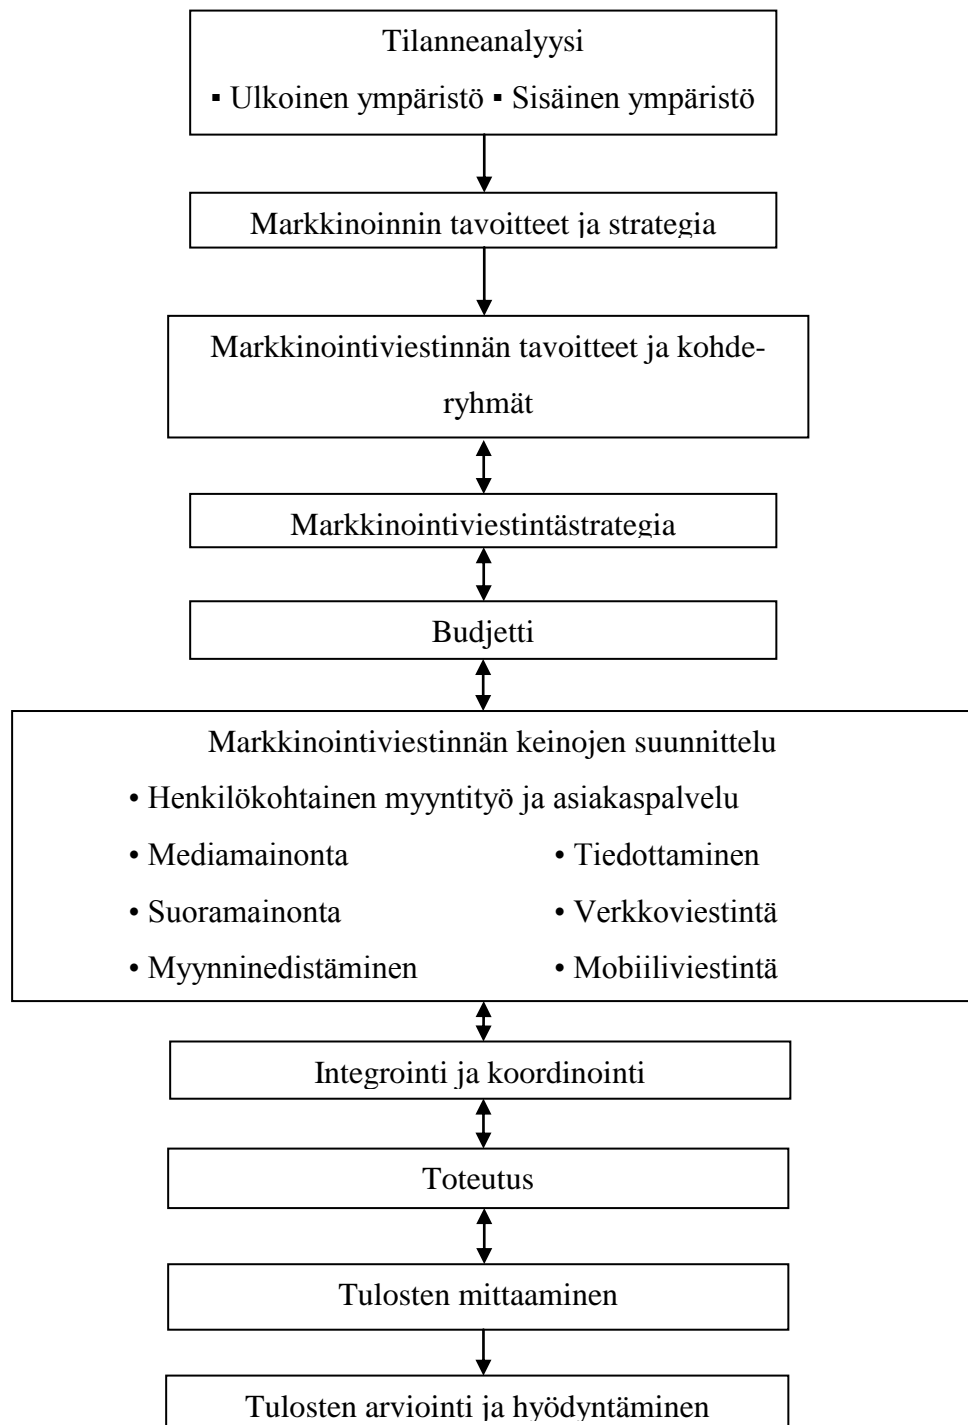 Tilanneanalyysi
▪ Ulkoinen ympäristö ▪ Sisäinen ympäristö
Markkinoinnin tavoitteet ja strategia
Markkinointiviestinnän tavoitteet ja kohde-
ryhmät
Markkinointiviestintästrategia
Budjetti
Markkinointiviestinnän keinojen suunnittelu
• Henkilökohtainen myyntityö ja asiakaspalvelu
• Mediamainonta • Tiedottaminen
• Suoramainonta • Verkkoviestintä
• Myynninedistäminen • Mobiiliviestintä
Integrointi ja koordinointi
Toteutus
Tulosten mittaaminen
Tulosten arviointi ja hyödyntäminen